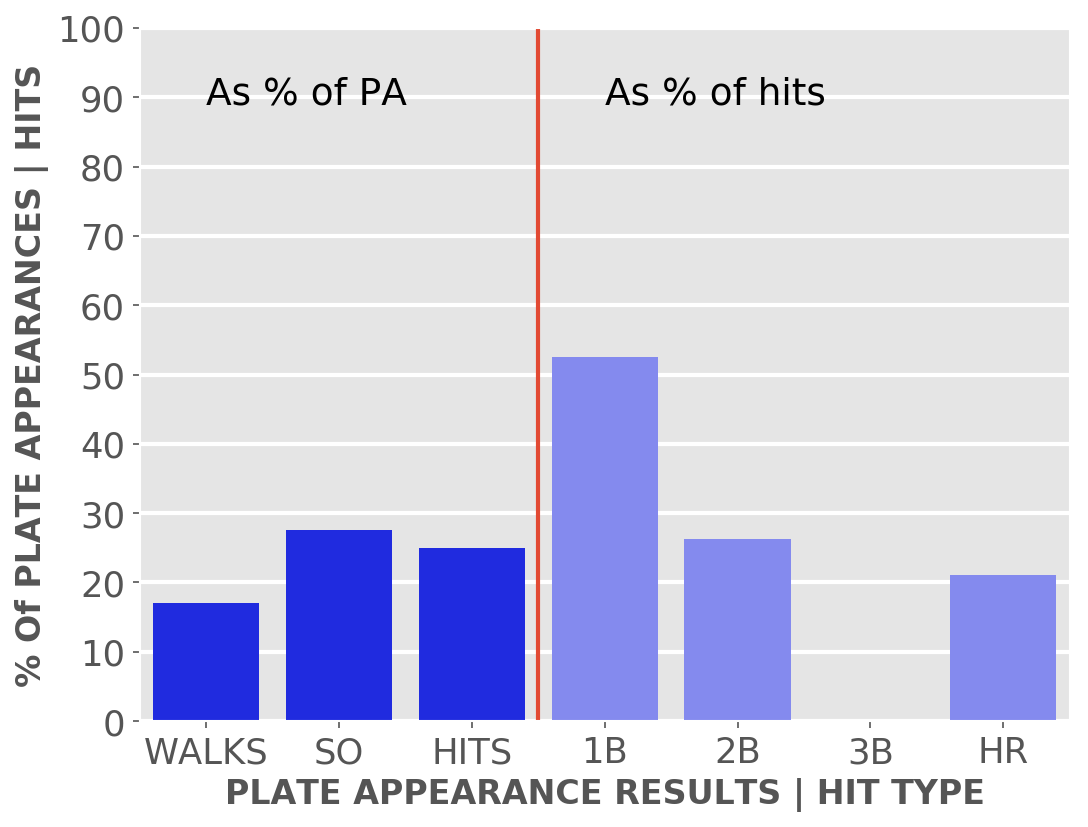 As % of PA
As % of hits
% Of PLATE APPEARANCES | HITS
100
90
80
70
60
50
40
30
20
10
0
WALKS SO HITS 1B 2B 3B HR
PLATE APPEARANCE RESULTS | HIT TYPE